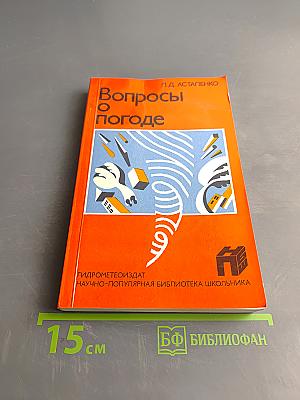 П.Д. АСТАПЕНКО
Вопросы
о
погоде
ГИДРОМЕТЕОИЗДАТ
НАУЧНО-ПОПУЛЯРНАЯ БИБЛИОТЕКА ШКОЛЬНИКА
15 см
БФ БИБЛИОФАН